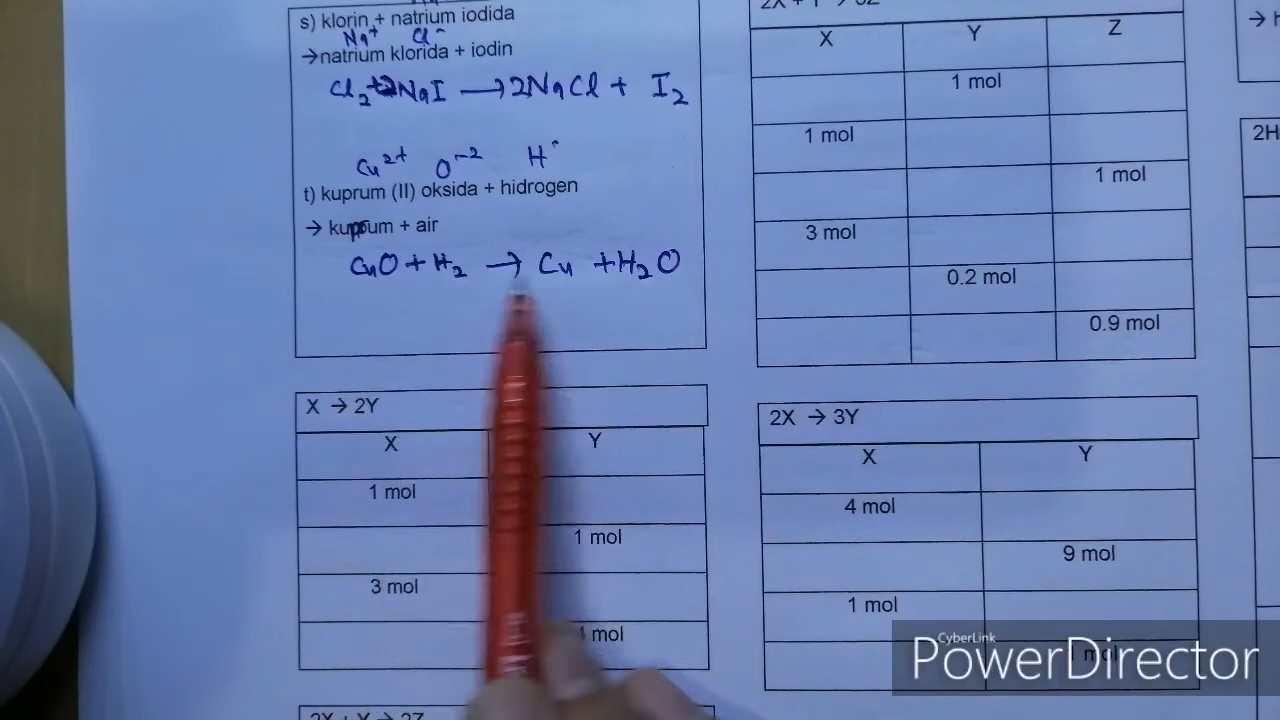 s) klorin + natrium iodida
Na⁺ Cl⁻
→natrium klorida + iodin
Cl₂ + 2NaI → 2NaCl + I₂
Cu²⁺ O⁻² H
t) kuprum (II) oksida + hidrogen
→ kuprum + air
CuO + H₂ → Cu + H₂O
X → 2Y
X Y
1 mol
1 mol
3 mol
mol
X Y Z
1 mol
1 mol
1 mol
3 mol
0.2 mol
0.9 mol
2X → 3Y
X Y
4 mol
9 mol
1 mol
2H
CyberLink
PowerDirector